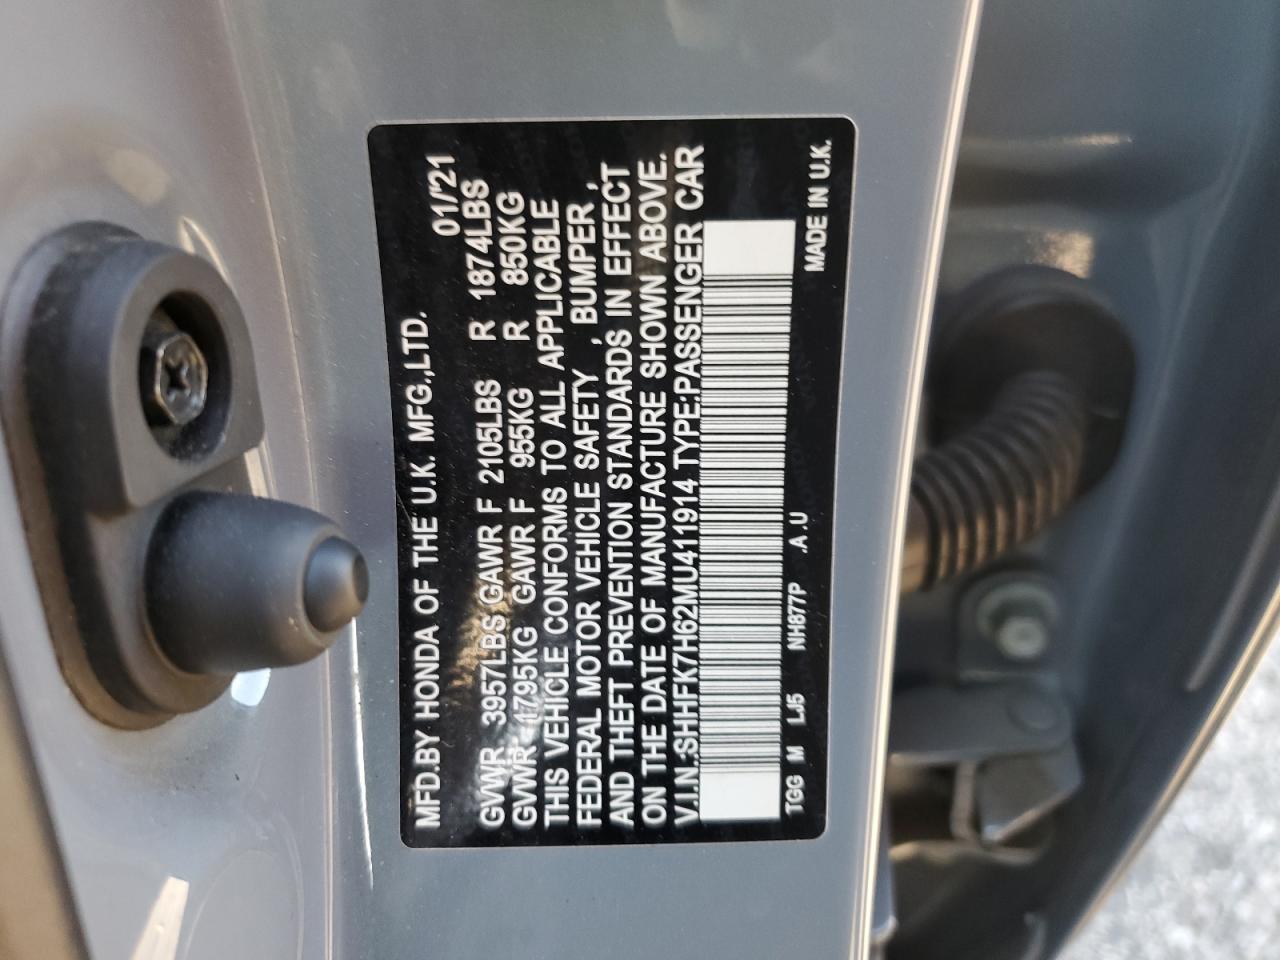 MFD.BY HONDA OF THE U.K. MFG.,LTD. 01/'21
GVWR 3957LBS GAWR F 2105LBS R 1874LBS
GVWR 1795KG GAWR F 955KG R 850KG
THIS VEHICLE CONFORMS TO ALL APPLICABLE
FEDERAL MOTOR VEHICLE SAFETY , BUMPER ,
AND THEFT PREVENTION STANDARDS IN EFFECT
ON THE DATE OF MANUFACTURE SHOWN ABOVE.
V.I.N.:SHHFK7H62MU411914 TYPE:PASSENGER CAR
TGG M LJ5 NH877P .A.U MADE IN U.K.